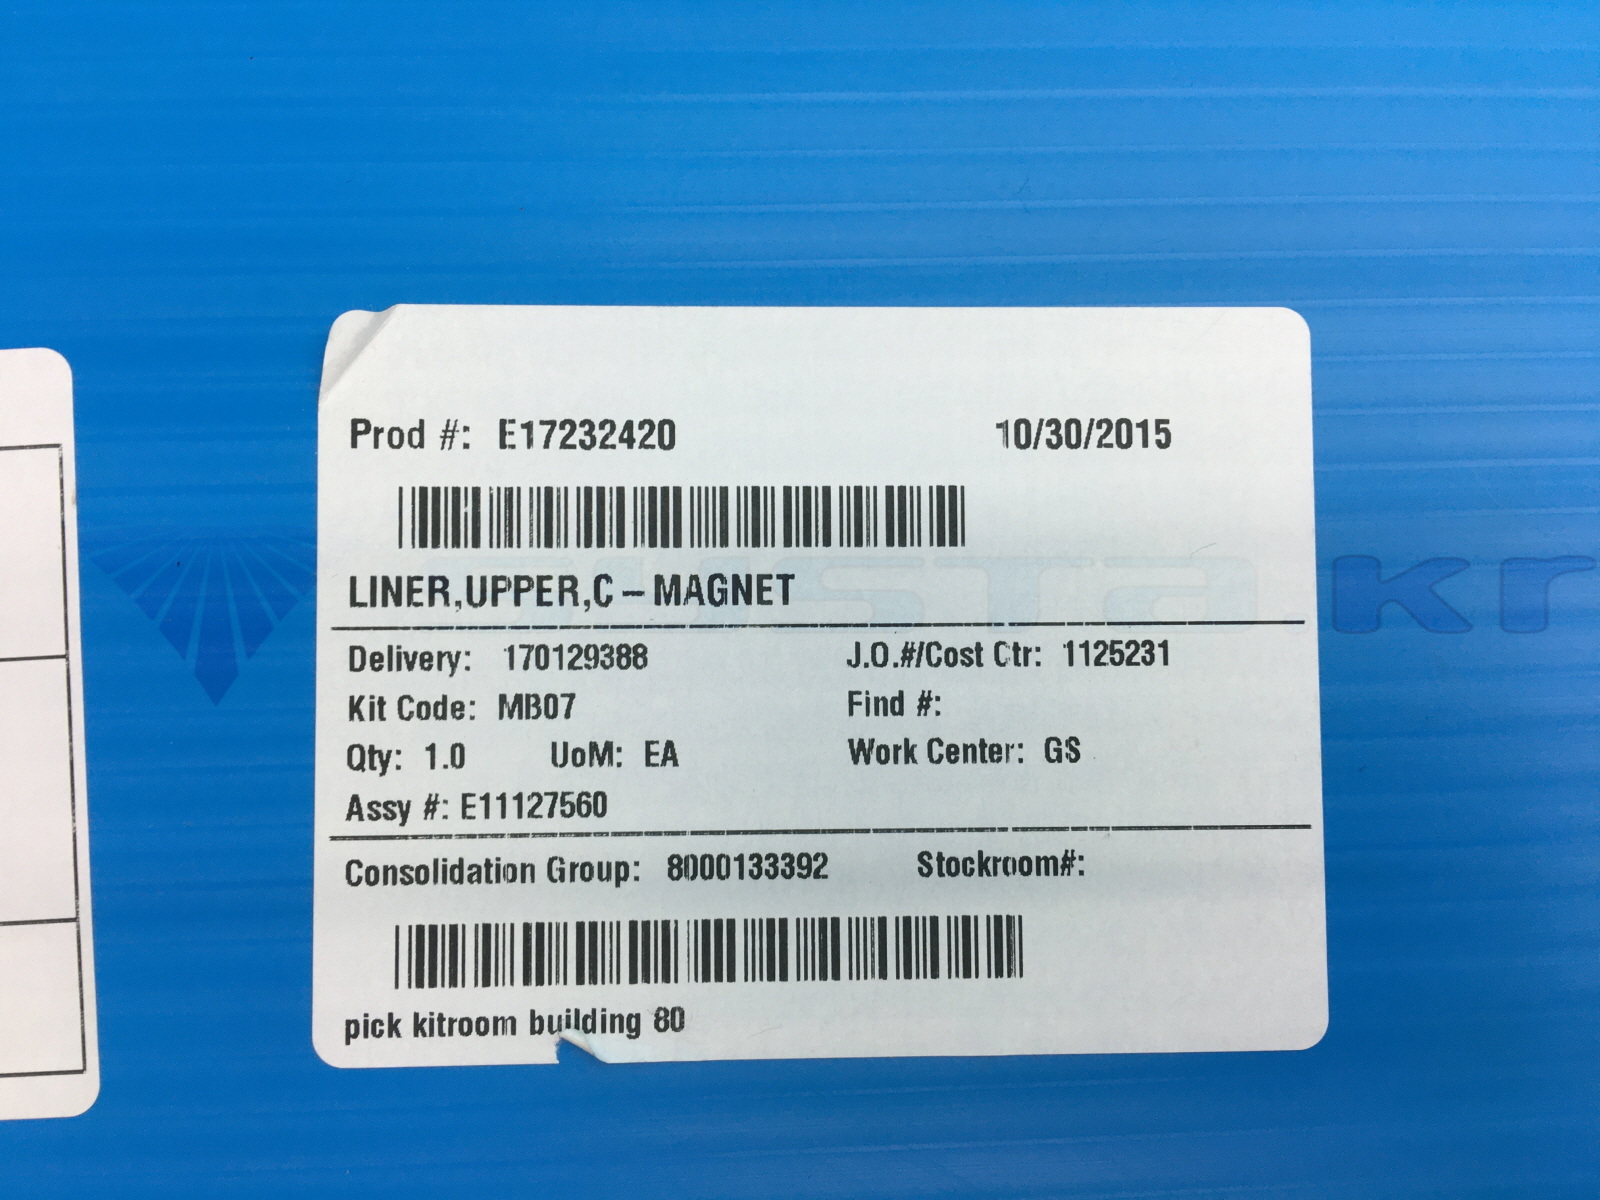 Prod #: E17232420 10/30/2015
LINER,UPPER,C-MAGNET
Delivery: 170129388 J.O.#/Cost Ctr: 1125231
Kit Code: MB07 Find #:
Qty: 1.0 UoM: EA Work Center: GS
Assy #: E11127560
Consolidation Group: 8000133392 Stockroom#:
pick kitroom building 80